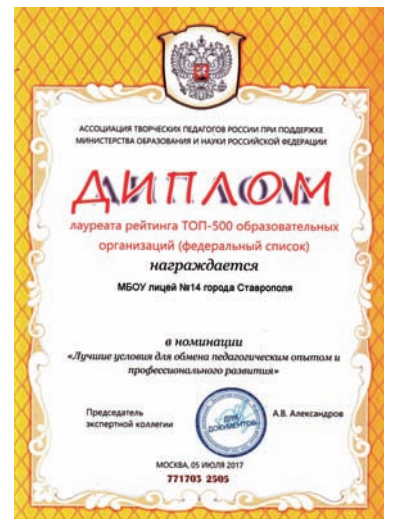 АССОЦИАЦИЯ ТВОРЧЕСКИХ ПЕДАГОГОВ РОССИИ ПРИ ПОДДЕРЖКЕ
МИНИСТЕРСТВА ОБРАЗОВАНИЯ И НАУКИ РОССИЙСКОЙ ФЕДЕРАЦИИ
ДИПЛОМ
лауреата рейтинга ТОП-500 образовательных
организаций (федеральный список)
награждается
МБОУ лицей №14 города Ставрополя
в номинации
«Лучшие условия для обмена педагогическим опытом и
профессионального развития»
Председатель
экспертной коллегии
ДЛЯ
ДОКУМЕНТОВ
А.В. Александров
МОСКВА, 05 ИЮЛЯ 2017
771703 2505